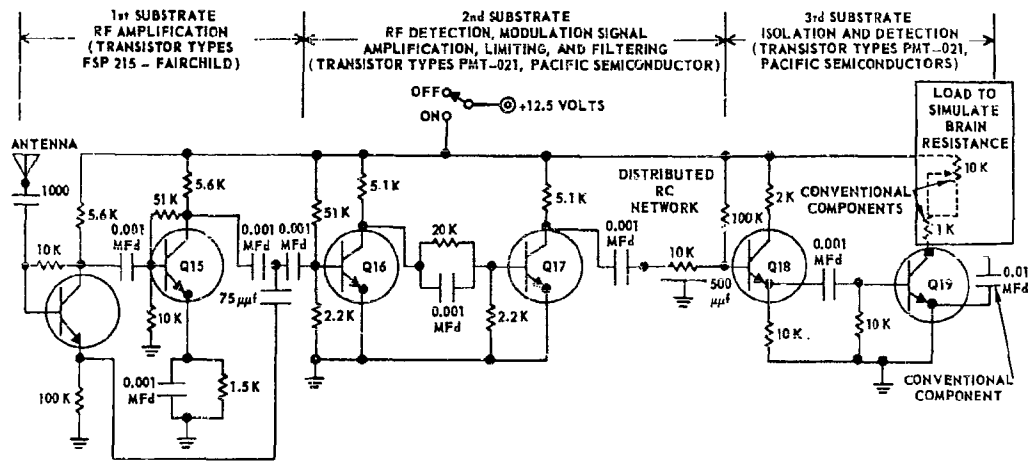 1st SUBSTRATE
RF AMPLIFICATION
(TRANSISTOR TYPES
FSP 215 – FAIRCHILD)
2nd SUBSTRATE
RF DETECTION, MODULATION SIGNAL
AMPLIFICATION, LIMITING, AND FILTERING
(TRANSISTOR TYPES PMT–021, PACIFIC SEMICONDUCTOR)
3rd SUBSTRATE
ISOLATION AND DETECTION
(TRANSISTOR TYPES PMT–021,
PACIFIC SEMICONDUCTORS)
OFF
ON
+12.5 VOLTS
LOAD TO
SIMULATE
BRAIN
RESISTANCE
10K
1K
CONVENTIONAL
COMPONENTS
ANTENNA
1000
5.6K
10K
100K
0.001
MFd
51K
5.6K
Q15
10K
0.001
MFd
1.5K
0.001
MFd
0.001
MFd
75μμf
51K
2.2K
5.1K
Q16
20K
0.001
MFd
2.2K
5.1K
Q17
0.001
MFd
DISTRIBUTED
RC
NETWORK
10K
500
μμf
100K
2K
Q18
10K.
0.001
MFd
10K
Q19
0.01
MFd
CONVENTIONAL
COMPONENT